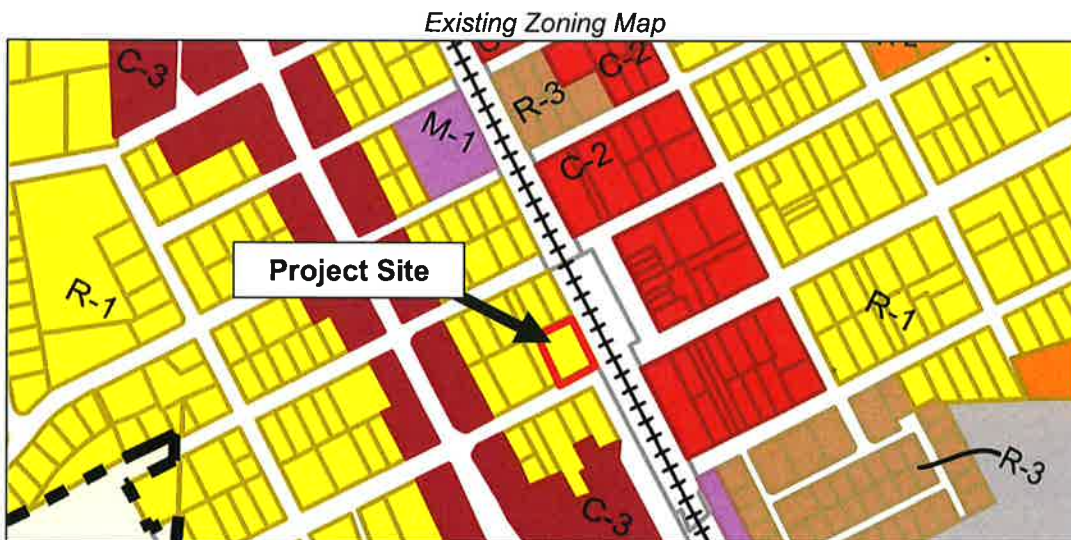 Existing Zoning Map
C-3
C-2
R-3
M-1
C-2
Project Site
R-1
R-1
R-3
C-3